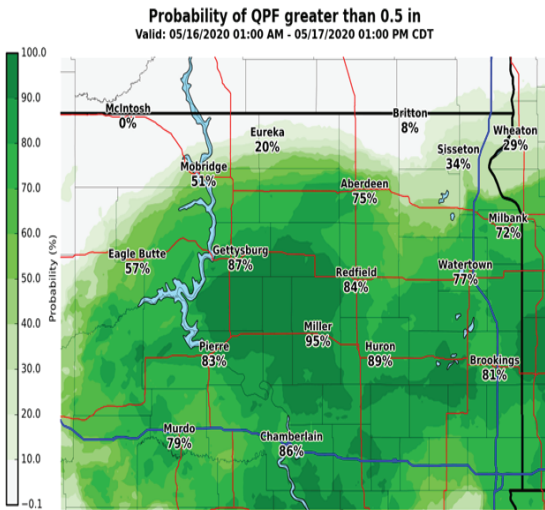 Probability of QPF greater than 0.5 in
Valid: 05/16/2020 01:00 AM - 05/17/2020 01:00 PM CDT
100.0
90.0
80.0
70.0
60.0
50.0
40.0
30.0
20.0
10.0
−0.1
Probability (%)
McIntosh
0%
Britton
8%
Eureka
20%
Wheaton
29%
Sisseton
34%
Mobridge
51%
Aberdeen
75%
Milbank
72%
Eagle Butte
57%
Gettysburg
87%
Redfield
84%
Watertown
77%
Miller
95%
Pierre
83%
Huron
89%
Brookings
81%
Murdo
79%
Chamberlain
86%